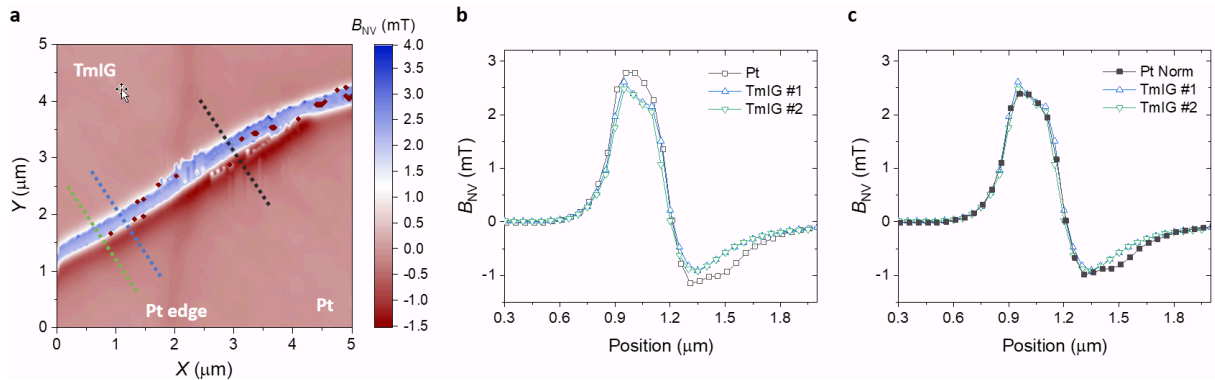 a
B_NV (mT)
5
4
3
2
1
0
Y (μm)
TmIG
Pt edge
Pt
0
1
2
3
4
5
X (μm)
4.0
3.5
3.0
2.5
2.0
1.5
1.0
0.5
0.0
-0.5
-1.0
-1.5
b
3
2
1
0
-1
B_NV (mT)
Pt
TmIG #1
TmIG #2
0.3
0.6
0.9
1.2
1.5
1.8
Position (μm)
c
3
2
1
0
-1
B_NV (mT)
Pt Norm
TmIG #1
TmIG #2
0.3
0.6
0.9
1.2
1.5
1.8
Position (μm)